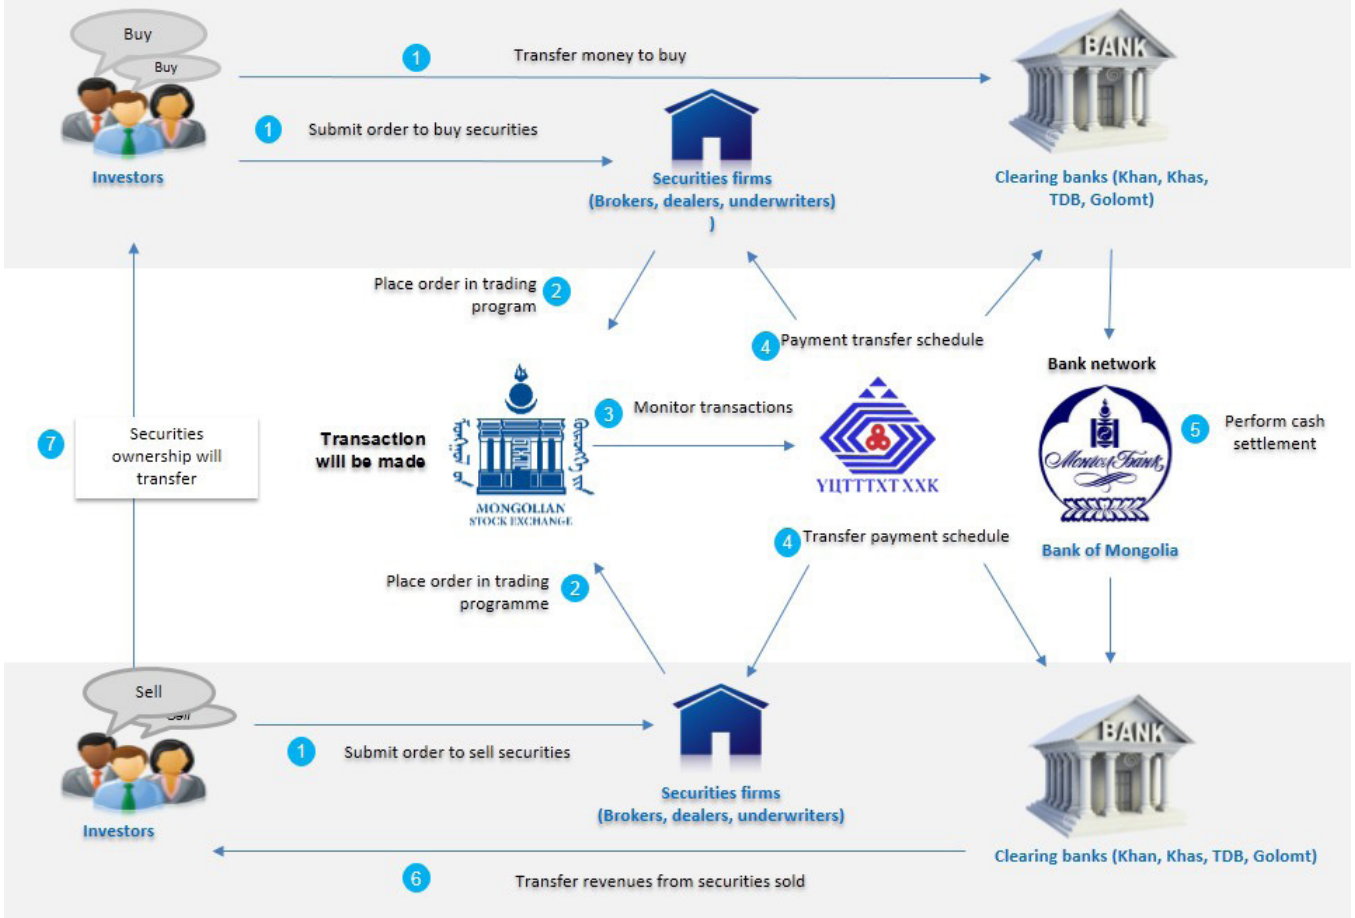 Buy
Buy
1
Transfer money to buy
BANK
1
Submit order to buy securities
Investors
Securities firms
(Brokers, dealers, underwriters)
)
Clearing banks (Khan, Khas,
TDB, Golomt)
Place order in trading
program
2
4
Payment transfer schedule
Bank network
7
Securities
ownership will
transfer
Transaction
will be made
MONGOLIAN
STOCK EXCHANGE
3
Monitor transactions
УЦТТТХТ ХХК
МонголБанк
Bank of Mongolia
5
Perform cash
settlement
4
Transfer payment schedule
Place order in trading
programme
2
Sell
Sell
1
Submit order to sell securities
Investors
Securities firms
(Brokers, dealers, underwriters)
BANK
Clearing banks (Khan, Khas, TDB, Golomt)
6
Transfer revenues from securities sold